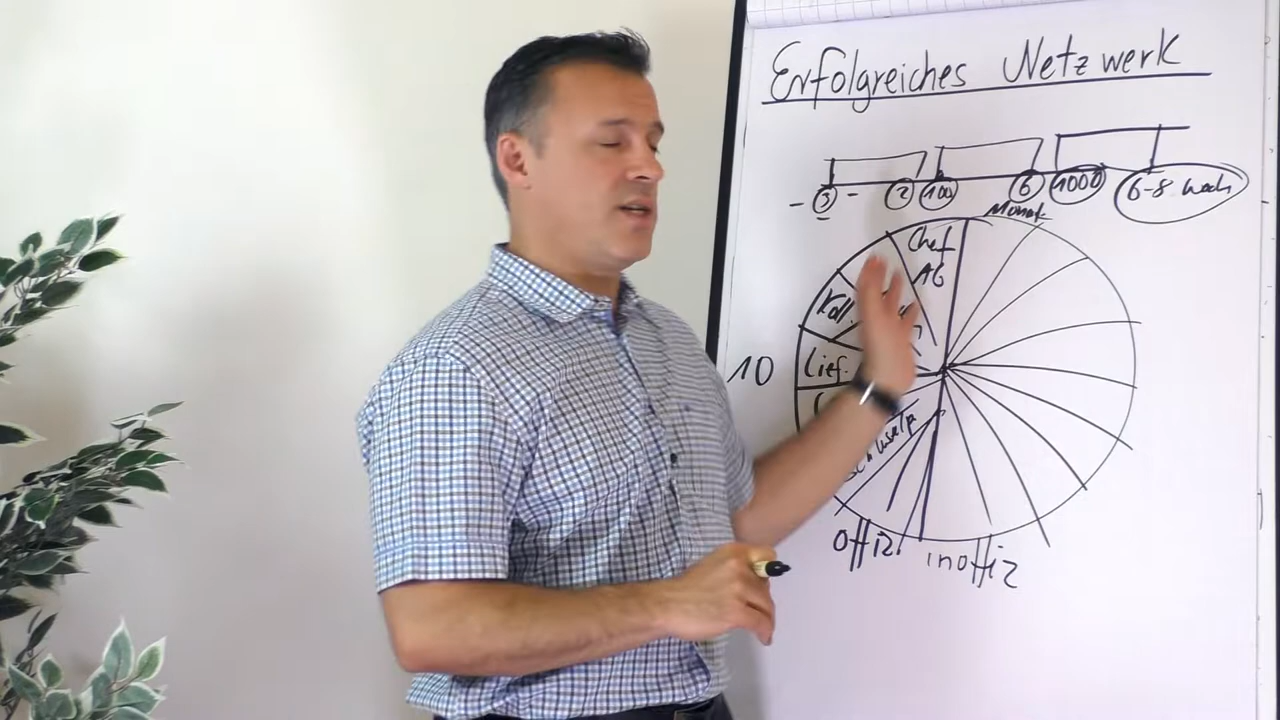 Erfolgreiches Netzwerk
- 3 - 2 100 6 1000 6-8 Woch
Monat.
Chef
AG
Koll.
10 Lief.
offiz. inoffiz